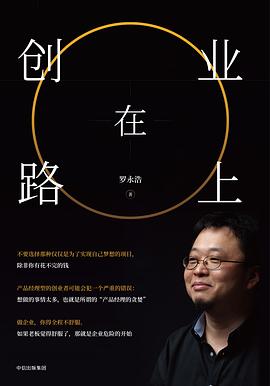 创业
在
路上
罗永浩
著
不要选择那种仅仅是为了实现自己梦想的项目,
除非你有花不完的钱
产品经理型的创业者可能会犯一个严重的错误:
想做的事情太多,也就是所谓的“产品经理的贪婪”
做企业,你得全程不舒服,
如果老板觉得舒服了,那就是企业危险的开始
中信出版集团